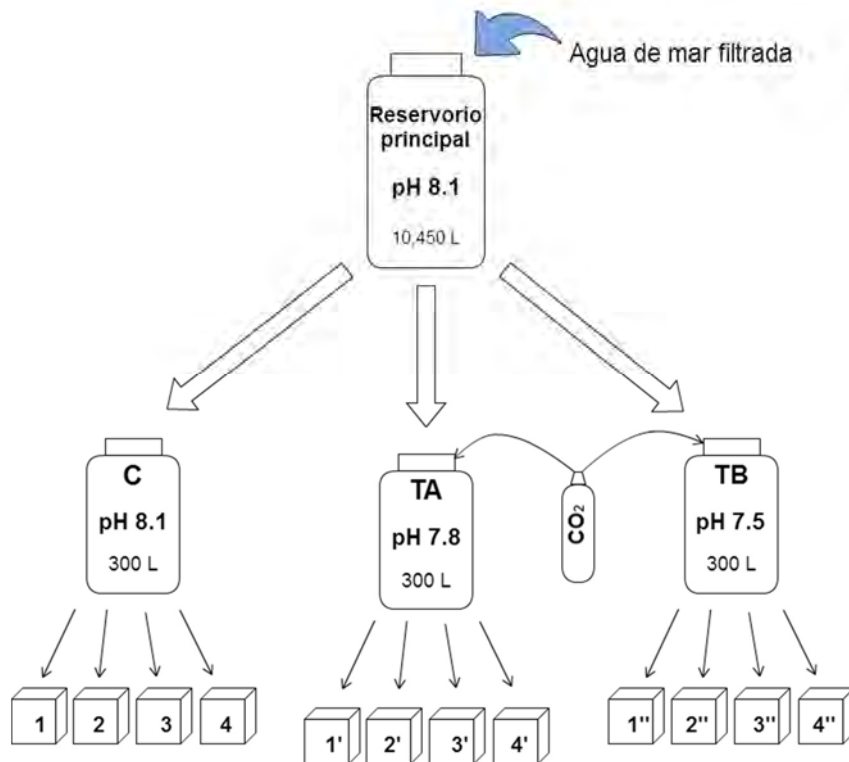 Agua de mar filtrada
Reservorio
principal
pH 8.1
10,450 L
C
pH 8.1
300 L
TA
pH 7.8
300 L
CO₂
TB
pH 7.5
300 L
1 2 3 4
1' 2' 3' 4'
1" 2" 3" 4"